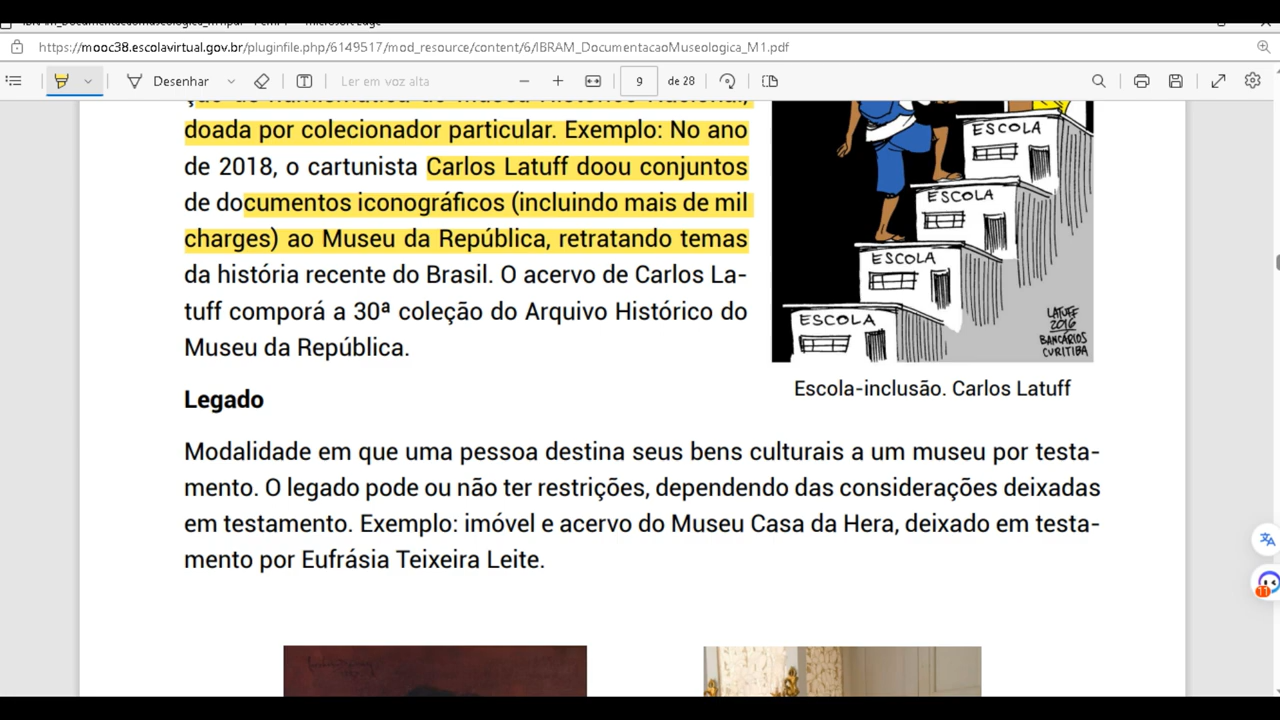 https://mooc38.escolavirtual.gov.br/pluginfile.php/6149517/mod_resource/content/6/IBRAM_DocumentacaoMuseologica_M1.pdf
Desenhar
Ler em voz alta
9
de 28
doada por colecionador particular. Exemplo: No ano
de 2018, o cartunista Carlos Latuff doou conjuntos
de documentos iconográficos (incluindo mais de mil
charges) ao Museu da República, retratando temas
da história recente do Brasil. O acervo de Carlos La-
tuff comporá a 30ª coleção do Arquivo Histórico do
Museu da República.
ESCOLA
ESCOLA
ESCOLA
ESCOLA
LATUFF
2016
BANCÁRIOS
CURITIBA
Escola-inclusão. Carlos Latuff
Legado
Modalidade em que uma pessoa destina seus bens culturais a um museu por testa-
mento. O legado pode ou não ter restrições, dependendo das considerações deixadas
em testamento. Exemplo: imóvel e acervo do Museu Casa da Hera, deixado em testa-
mento por Eufrásia Teixeira Leite.
11